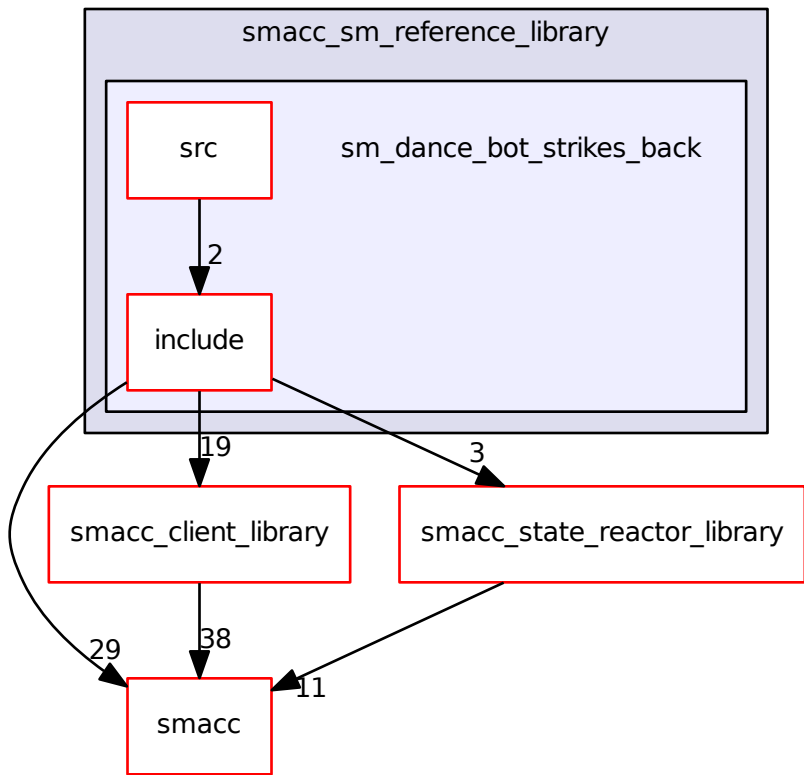 smacc_sm_reference_library
src
sm_dance_bot_strikes_back
2
include
19
3
smacc_client_library
smacc_state_reactor_library
29
38
11
smacc